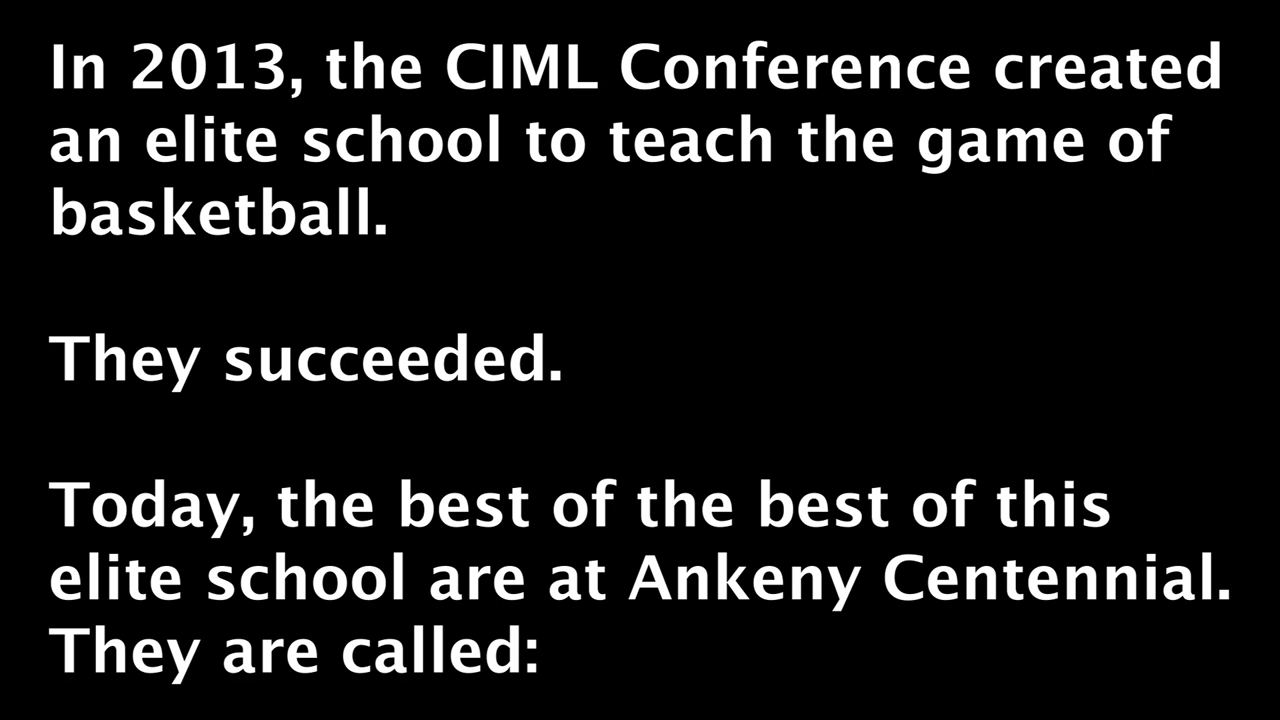 In 2013, the CIML Conference created
an elite school to teach the game of
basketball.
They succeeded.
Today, the best of the best of this
elite school are at Ankeny Centennial.
They are called: